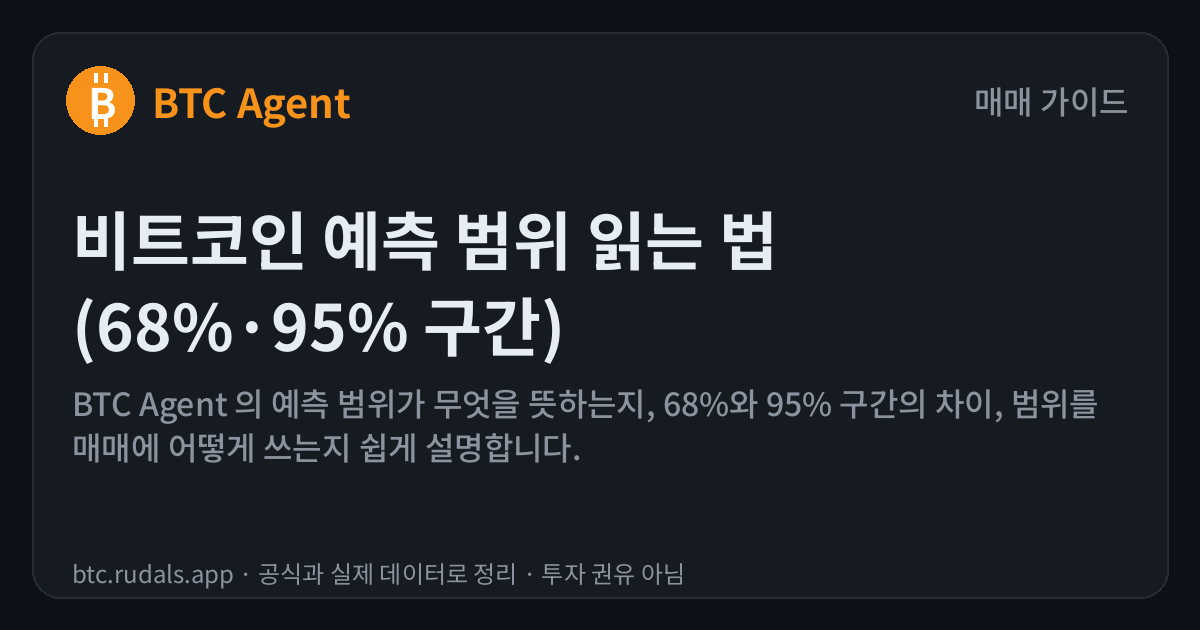 BTC Agent
매매 가이드
비트코인 예측 범위 읽는 법
(68%·95% 구간)
BTC Agent 의 예측 범위가 무엇을 뜻하는지, 68%와 95% 구간의 차이, 범위를
매매에 어떻게 쓰는지 쉽게 설명합니다.
btc.rudals.app · 공식과 실제 데이터로 정리 · 투자 권유 아님